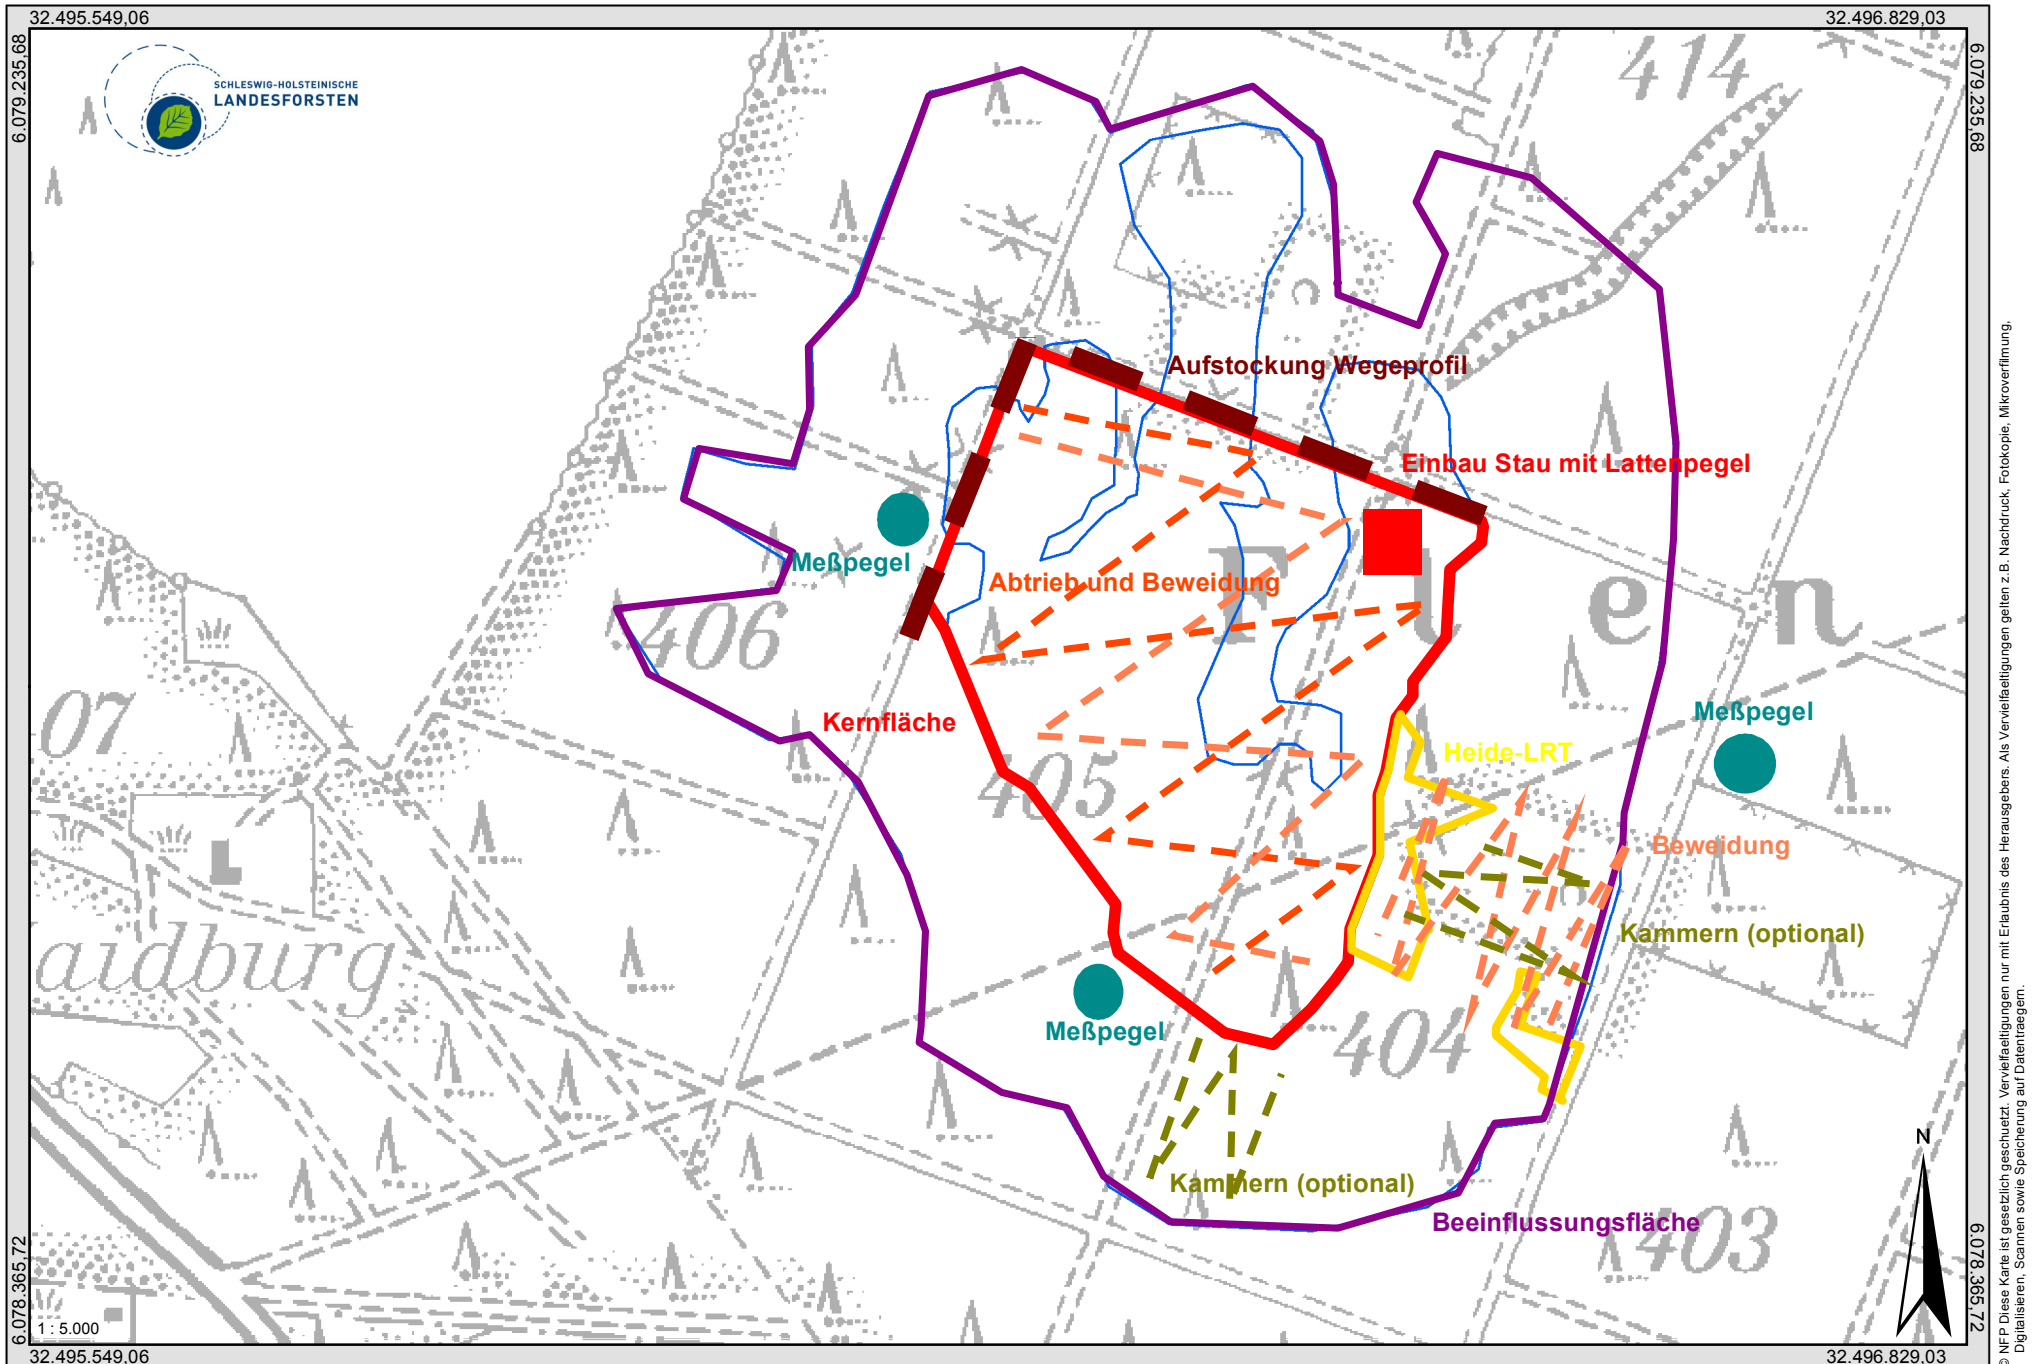 32.495.549,06
32.496.829,03
6.079.235,68
6.079.235,68
SCHLESWIG-HOLSTEINISCHE
LANDESFORSTEN
414
Aufstockung Wegeprofil
Einbau Stau mit Lattenpegel
Meßpegel
Abtrieb und Beweidung
F l e n
406
07
Kernfläche
Meßpegel
Heide-LRT
405
Beweidung
Kammern (optional)
aidburg
Meßpegel
404
Kammern (optional)
Beeinflussungsfläche
403
N
1 : 5.000
6.078.365,72
6.078.365,72
32.495.549,06
32.496.829,03
© NFP Diese Karte ist gesetzlich geschuetzt. Vervielfaeltigungen nur mit Erlaubnis des Herausgebers. Als Vervielfaeltigungen gelten z.B. Nachdruck, Fotokopie, Mikroverfilmung,
Digitalisieren, Scannen sowie Speicherung auf Datentraegern.